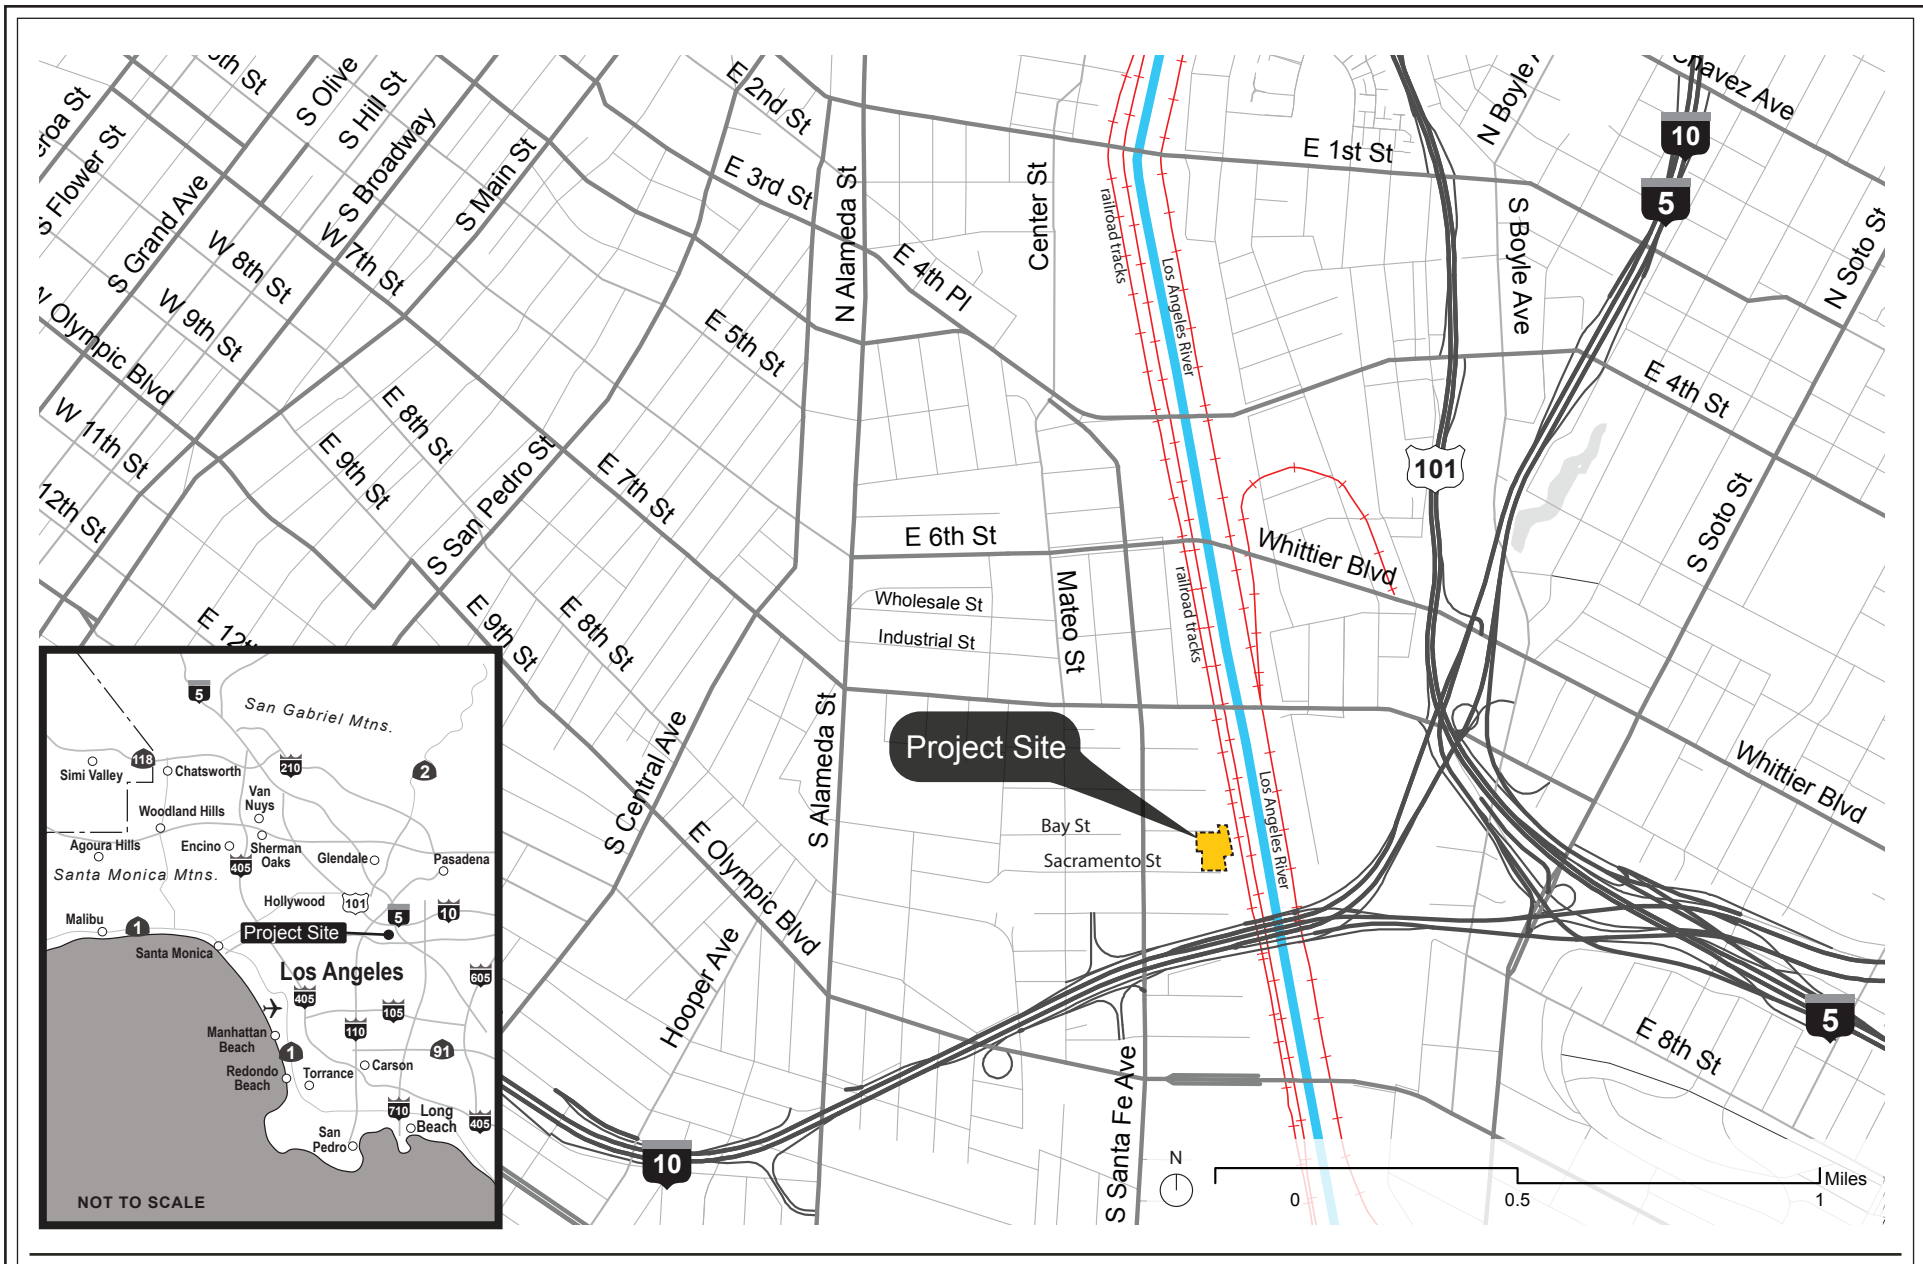 S Olive
S Hill St
S Broadway
S Main St
S Flower St
S Grand Ave
W 7th St
W 8th St
W 9th St
W 11th St
12th St
E 12th
E 2nd St
E 3rd St
E 4th Pl
E 5th St
N Alameda St
Center St
railroad tracks
Los Angeles River
E 1st St
N Boyle A
Chavez Ave
10
5
S Boyle Ave
N Soto St
E 4th St
101
S Soto St
E 8th St
E 9th St
S San Pedro St
E 7th St
E 6th St
Whittier Blvd
Wholesale St
Industrial St
Mateo St
railroad tracks
E 9th St
E 8th St
S Central Ave
S Alameda St
E Olympic Blvd
Hooper Ave
Project Site
Bay St
Sacramento St
Los Angeles River
Whittier Blvd
5
E 8th St
S Santa Fe Ave
10
N
0
0.5
1
Miles
Olympic Blvd
5
San Gabriel Mtns.
118
Simi Valley
Chatsworth
210
2
Van
Nuys
Woodland Hills
Agoura Hills
Encino
405
Sherman
Oaks
Glendale
Pasadena
Santa Monica Mtns.
Hollywood
101
5
10
Malibu
1
Project Site
Santa Monica
Los Angeles
405
605
105
110
Manhattan
Beach
1
91
Redondo
Beach
Torrance
Carson
710
Long
Beach
405
San
Pedro
NOT TO SCALE